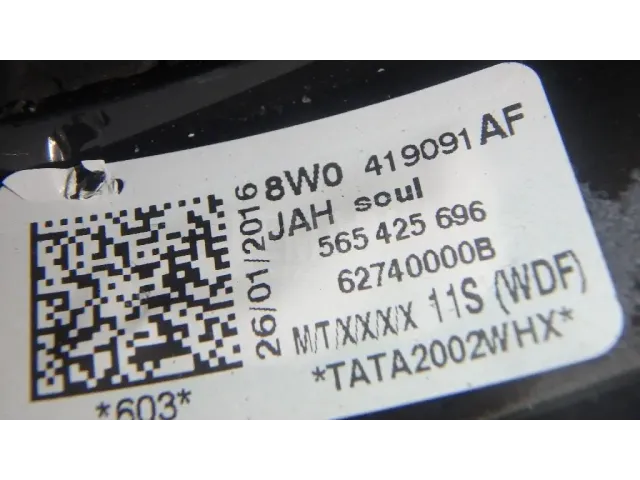 26/01/2016
8W0 419091 AF
JAH soul
565 425 696
62740000B
M/T/X/X/X/X 11S (WDF)
*TATA2002WHX*
*603*